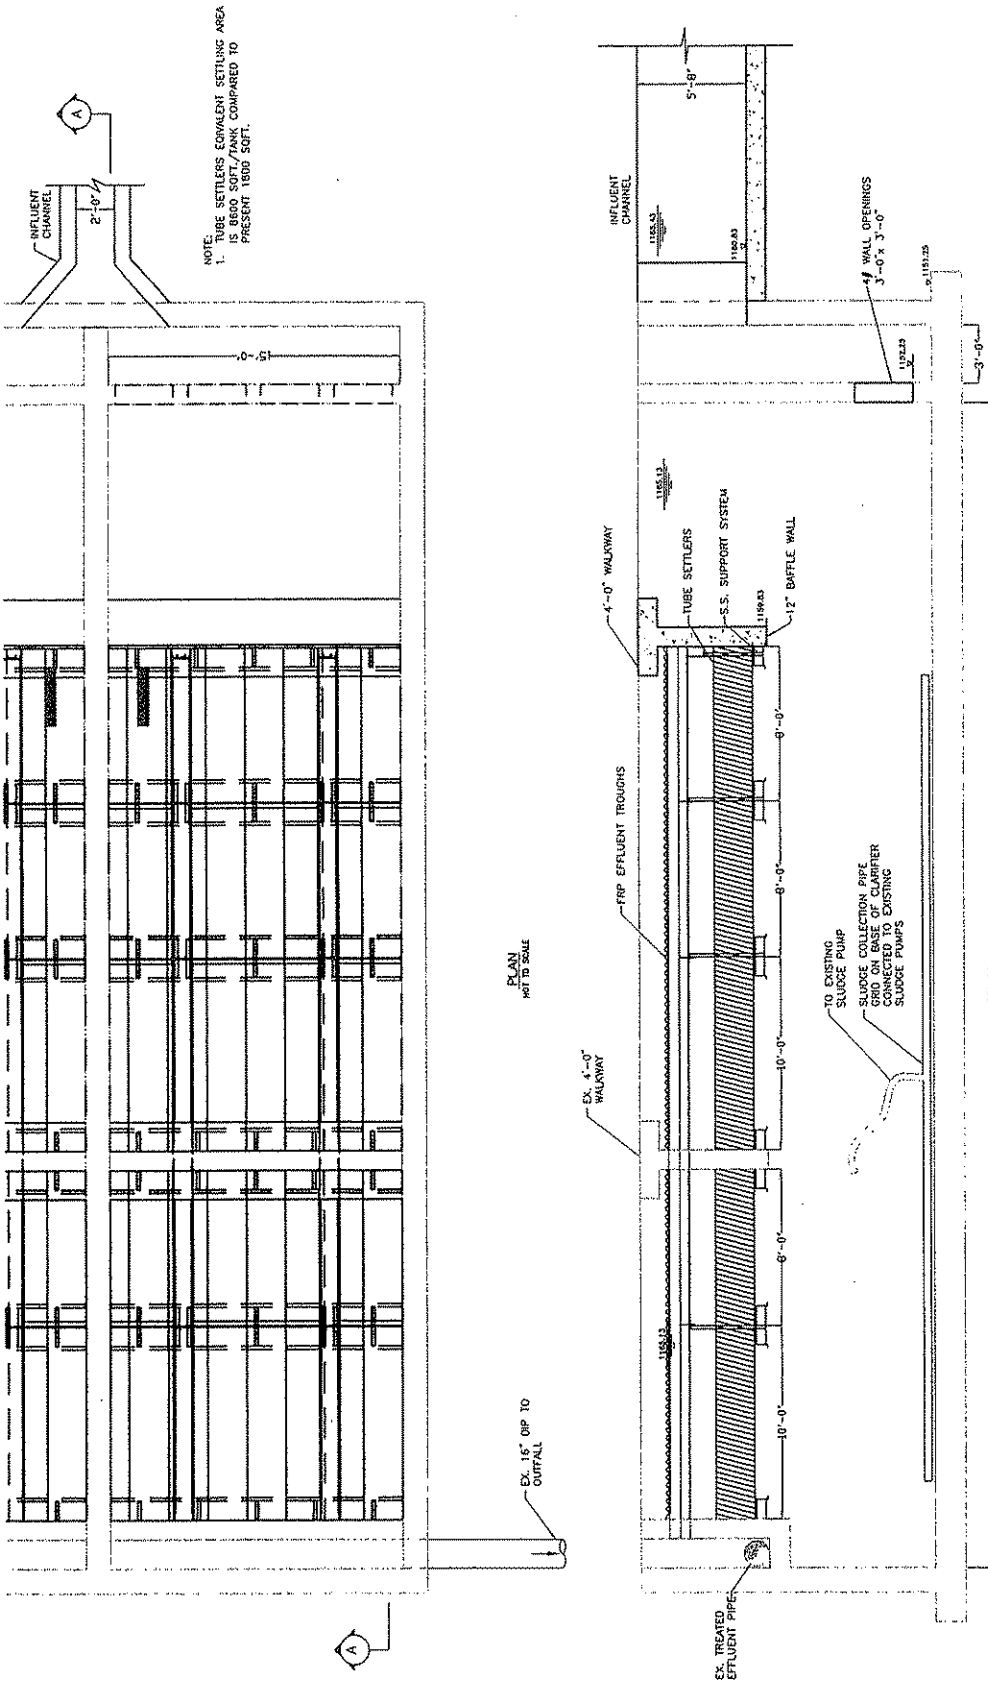 INFLUENT
CHANNEL
2'-0"
A
NOTE:
1. TUBE SETTLERS EQIVALENT SETTLING AREA
IS 8600 SQFT./TANK COMPARED TO
PRESENT 1800 SQFT.
15'-0"
EX. 16" DIP TO
OUTFALL
A
PLAN
NOT TO SCALE
INFLUENT
CHANNEL
5'-8"
1165.43
1160.83
4# WALL OPENINGS
3'-0" x 3'-0"
1151.25
1152.25
3'-0"
4'-0" WALKWAY
1165.13
TUBE SETTLERS
S.S. SUPPORT SYSTEM
1159.83
12" BAFFLE WALL
FRP EFFLUENT TROUGHS
EX. 4'-0"
WALKWAY
8'-0"
8'-0"
10'-0"
8'-0"
10'-0"
1165.13
TO EXISTING
SLUDGE PUMP
SLUDGE COLLECTION PIPE
GRID ON BASE OF CLARIFIER
CONNECTED TO EXISTING
SLUDGE PUMPS
EX. TREATED
EFFLUENT PIPE